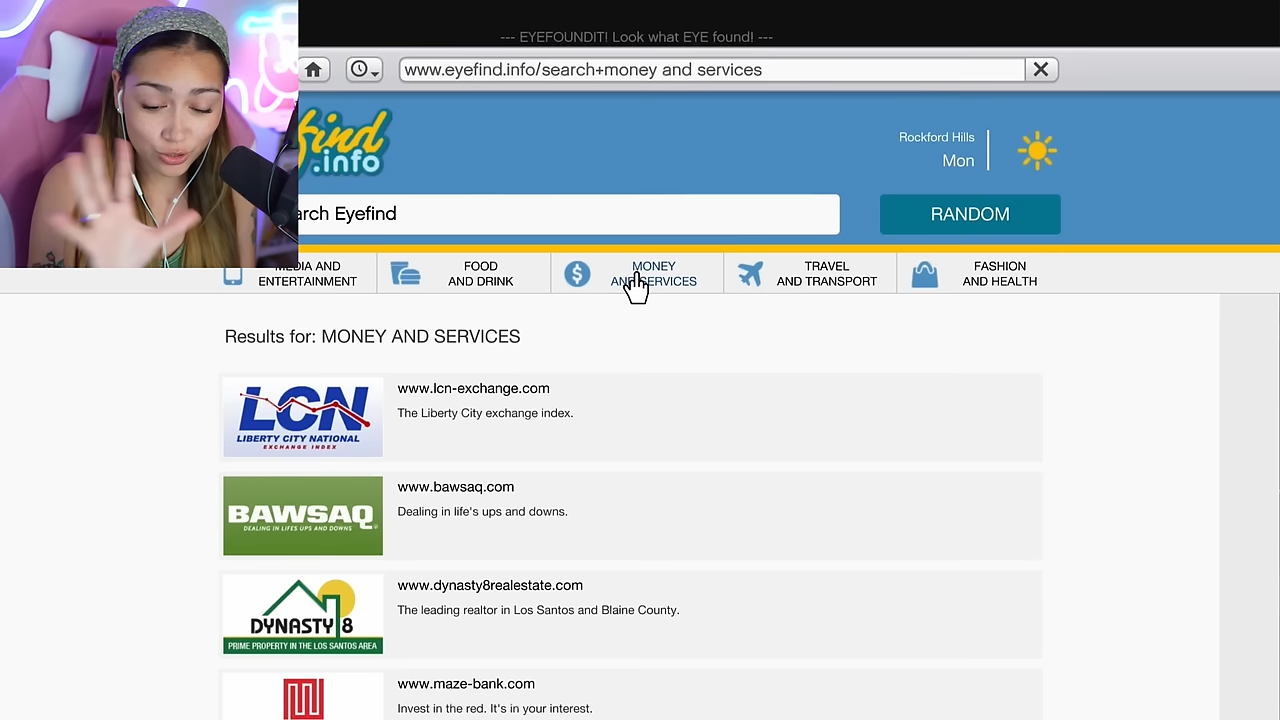 --- EYEFOUNDIT! Look what EYE found! ---
www.eyefind.info/search+money and services
find
.info
Rockford Hills
Mon
arch Eyefind
RANDOM
MEDIA AND
ENTERTAINMENT
FOOD
AND DRINK
MONEY
AND SERVICES
TRAVEL
AND TRANSPORT
FASHION
AND HEALTH
Results for: MONEY AND SERVICES
LCN
LIBERTY CITY NATIONAL
EXCHANGE INDEX
www.lcn-exchange.com
The Liberty City exchange index.
BAWSAQ
DEALING IN LIFE'S UPS AND DOWNS
www.bawsaq.com
Dealing in life's ups and downs.
DYNASTY 8
PRIME PROPERTY IN THE LOS SANTOS AREA
www.dynasty8realestate.com
The leading realtor in Los Santos and Blaine County.
www.maze-bank.com
Invest in the red. It's in your interest.